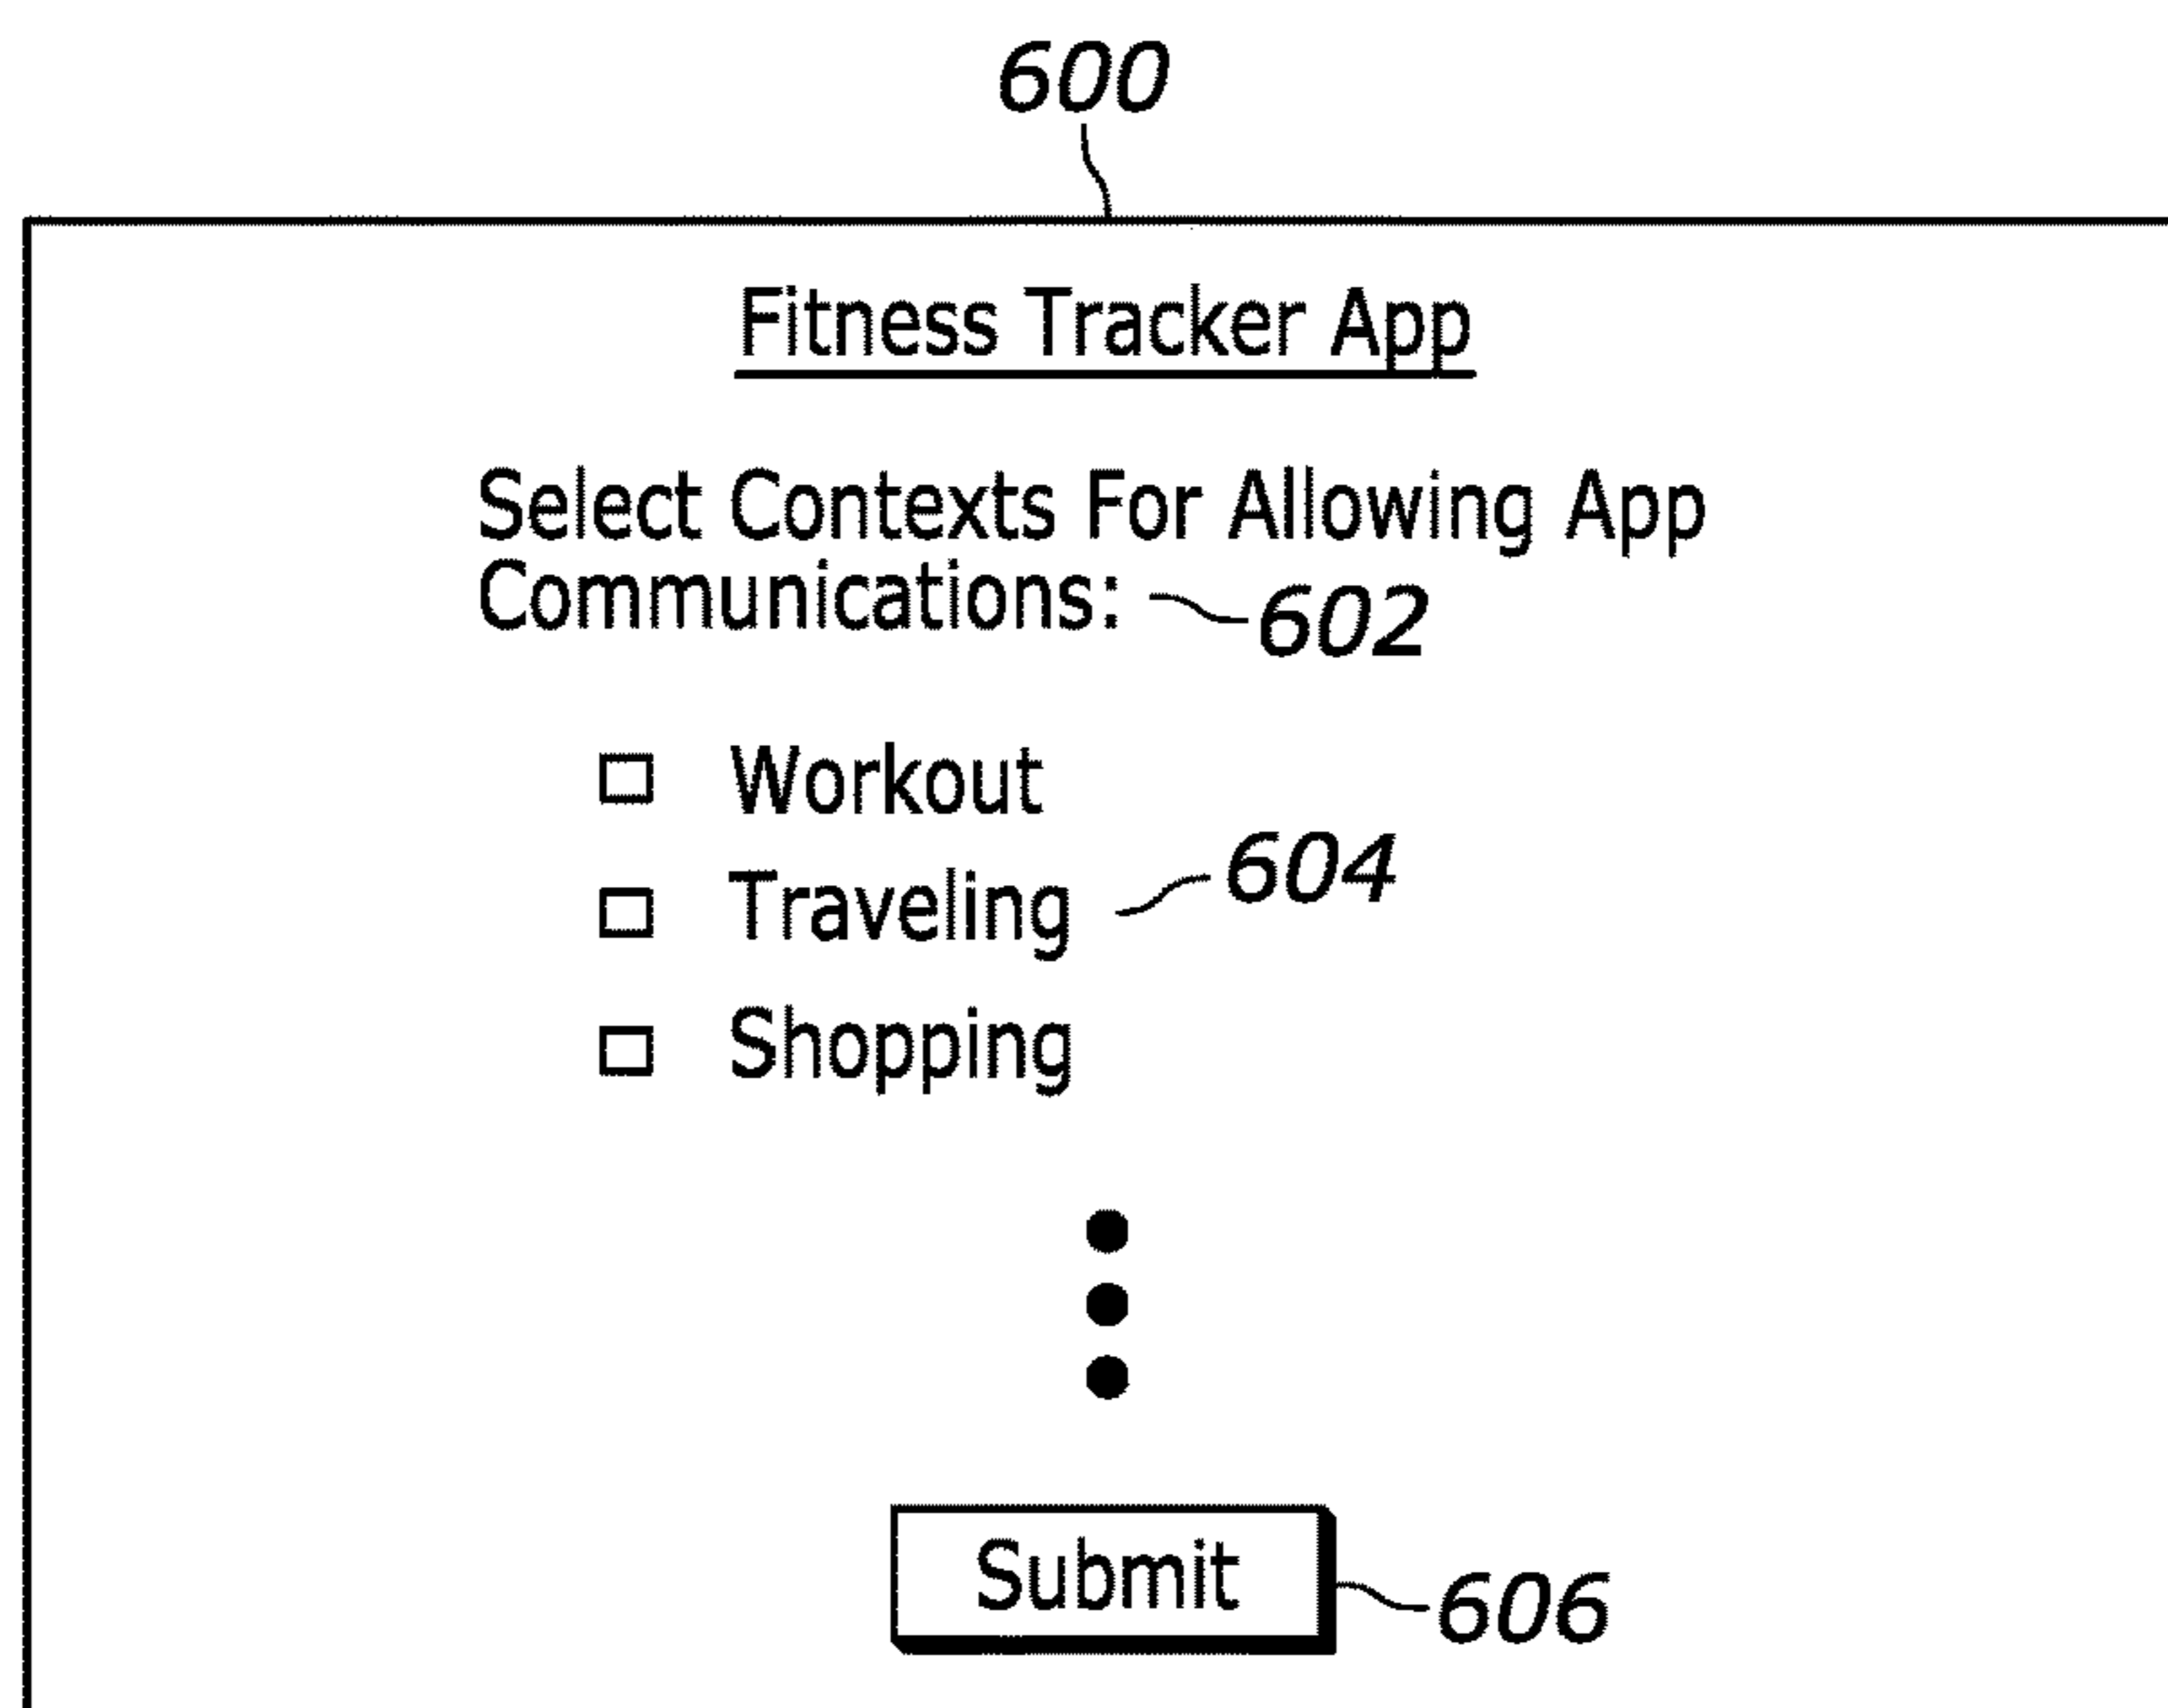 600
Fitness Tracker App
Select Contexts For Allowing App
Communications: 602
Workout
Traveling 604
Shopping
Submit 606